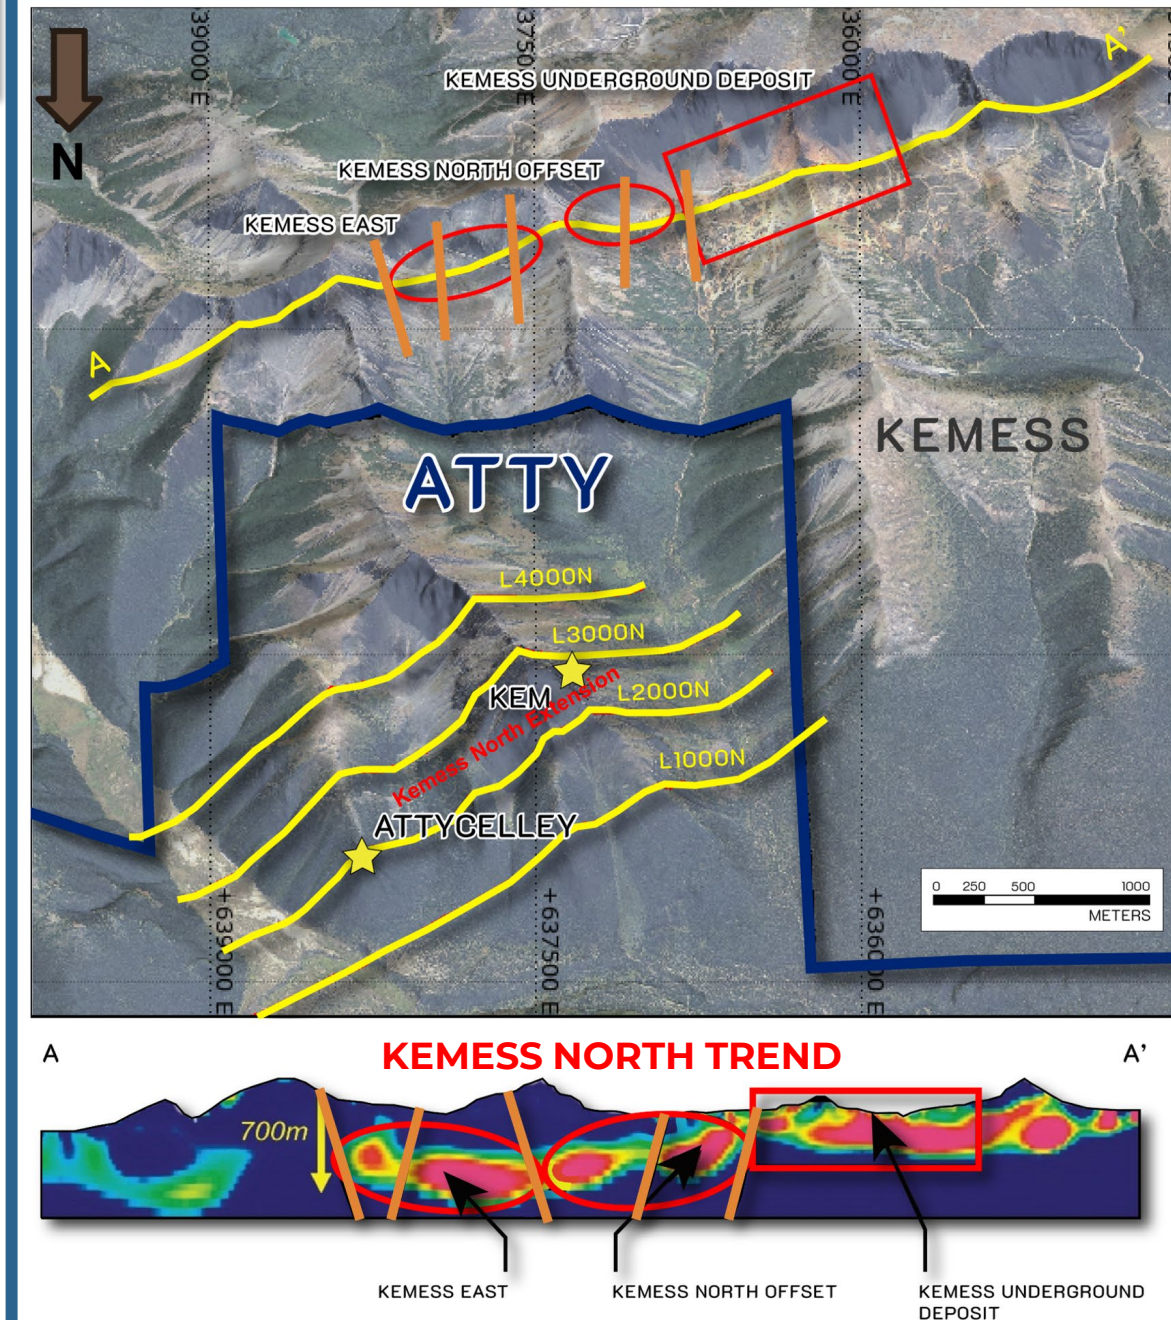 39000 E
37500
36000 E
A'
KEMESS UNDERGROUND DEPOSIT
N
KEMESS NORTH OFFSET
KEMESS EAST
A
KEMESS
ATTY
L4000N
L3000N
KEM
L2000N
Kemess North Extension
L1000N
ATTYCELLEY
0 250 500 1000
METERS
+639000 E
+637500 E
+636000 E
A
KEMESS NORTH TREND
A'
700m
KEMESS EAST
KEMESS NORTH OFFSET
KEMESS UNDERGROUND
DEPOSIT